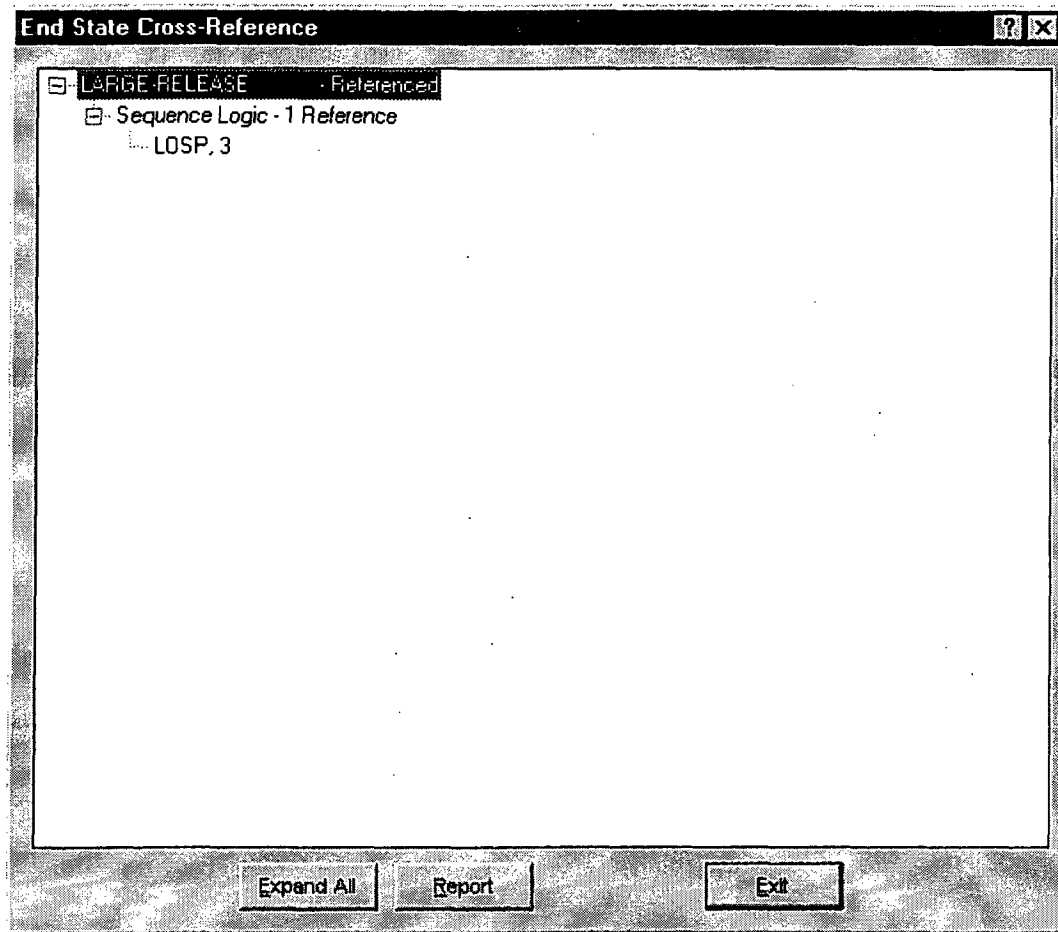 End State Cross-Reference
LARGE-RELEASE - Referenced
Sequence Logic - 1 Reference
LOSP, 3
Expand All Report Exit